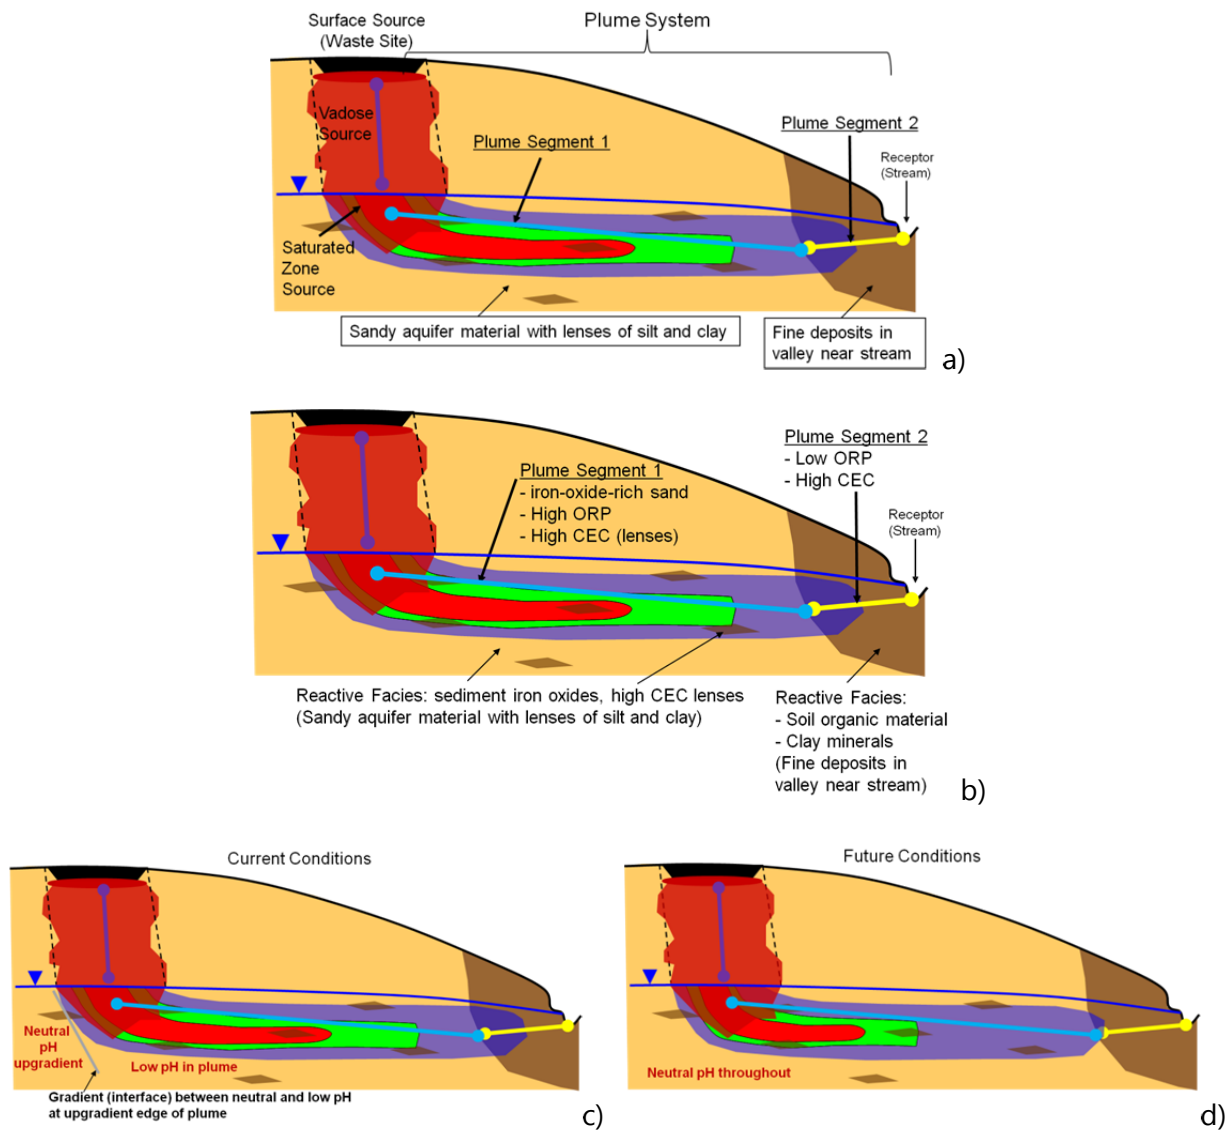 Surface Source
(Waste Site)
Plume System
Vadose
Source
Plume Segment 1
Plume Segment 2
Receptor
(Stream)
Saturated
Zone
Source
Sandy aquifer material with lenses of silt and clay
Fine deposits in
valley near stream
a)
Plume Segment 1
- iron-oxide-rich sand
- High ORP
- High CEC (lenses)
Plume Segment 2
- Low ORP
- High CEC
Receptor
(Stream)
Reactive Facies: sediment iron oxides, high CEC lenses
(Sandy aquifer material with lenses of silt and clay)
Reactive Facies:
- Soil organic material
- Clay minerals
(Fine deposits in
valley near stream)
b)
Current Conditions
Neutral
pH
upgradient
Low pH in plume
Gradient (interface) between neutral and low pH
at upgradient edge of plume
c)
Future Conditions
Neutral pH throughout
d)